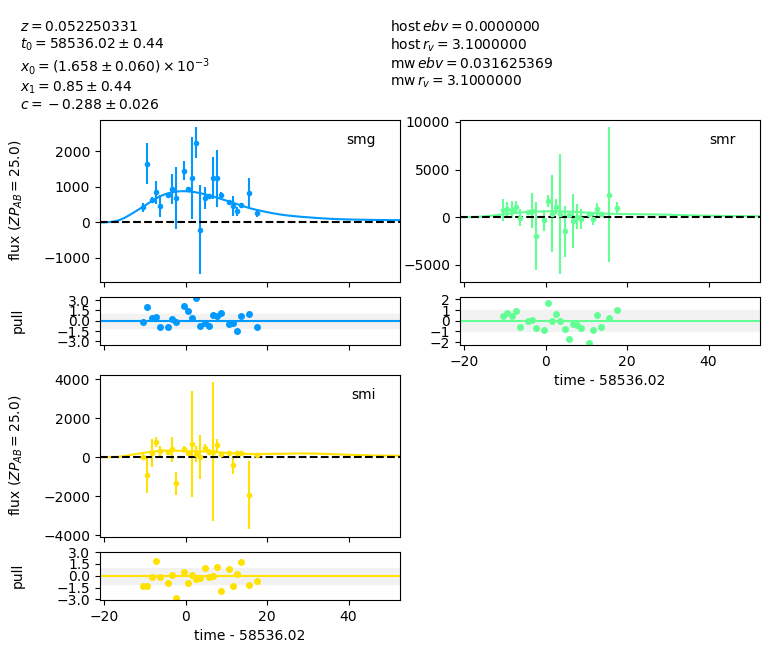 z = 0.052250331
t₀ = 58536.02 ± 0.44
x₀ = (1.658 ± 0.060) × 10⁻³
x₁ = 0.85 ± 0.44
c = −0.288 ± 0.026
host ebv = 0.0000000
host r_v = 3.1000000
mw ebv = 0.031625369
mw r_v = 3.1000000
flux (ZP_AB = 25.0)
2000
1000
0
−1000
smg
10000
5000
0
−5000
smr
pull
3.0
1.5
0.0
−1.5
−3.0
2
1
0
−1
−2
−20 0 20 40
time - 58536.02
flux (ZP_AB = 25.0)
4000
2000
0
−2000
−4000
smi
pull
3.0
1.5
0.0
−1.5
−3.0
−20 0 20 40
time - 58536.02